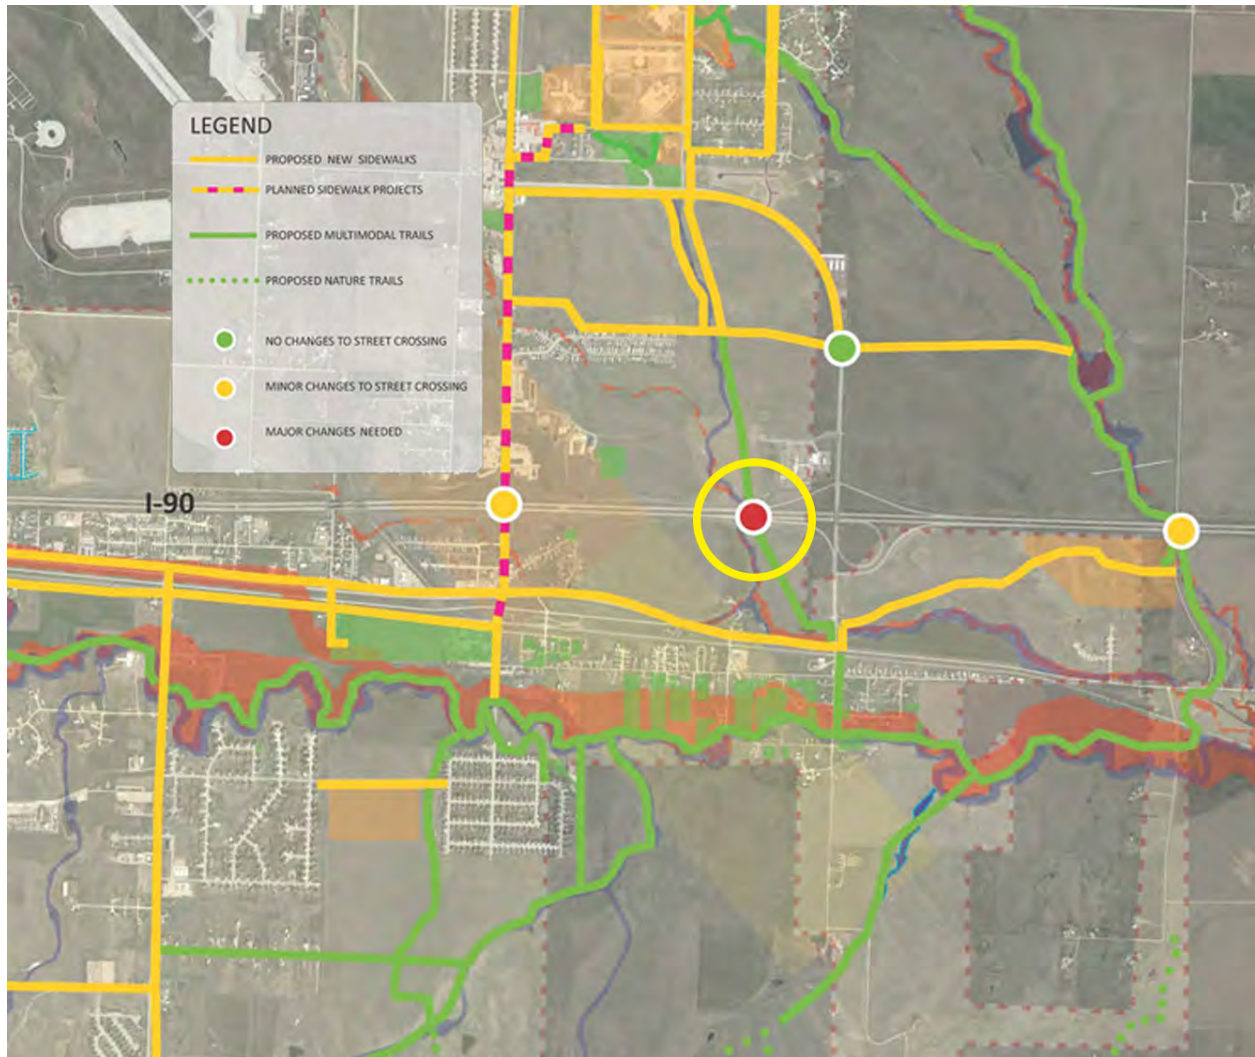 LEGEND
PROPOSED NEW SIDEWALKS
PLANNED SIDEWALK PROJECTS
PROPOSED MULTIMODAL TRAILS
PROPOSED NATURE TRAILS
NO CHANGES TO STREET CROSSING
MINOR CHANGES TO STREET CROSSING
MAJOR CHANGES NEEDED
I-90